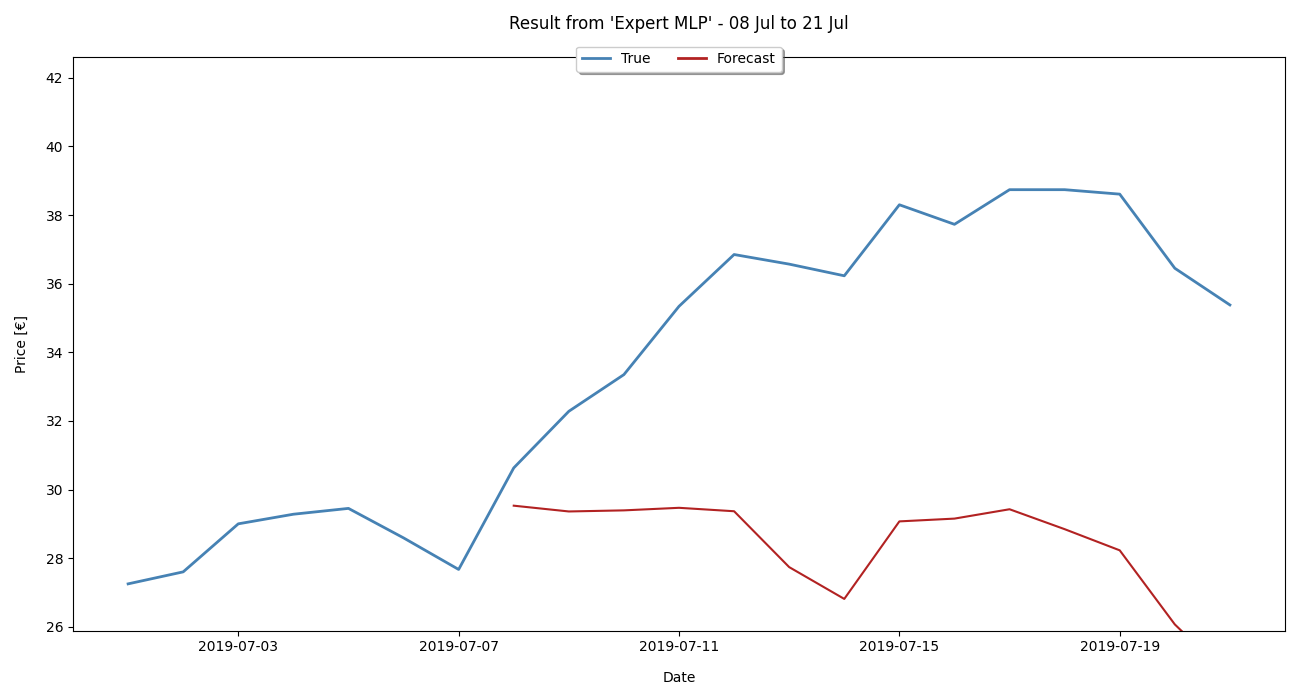 Result from 'Expert MLP' - 08 Jul to 21 Jul
True Forecast
42
40
38
36
34
32
30
28
26
Price [€]
2019-07-03 2019-07-07 2019-07-11 2019-07-15 2019-07-19
Date